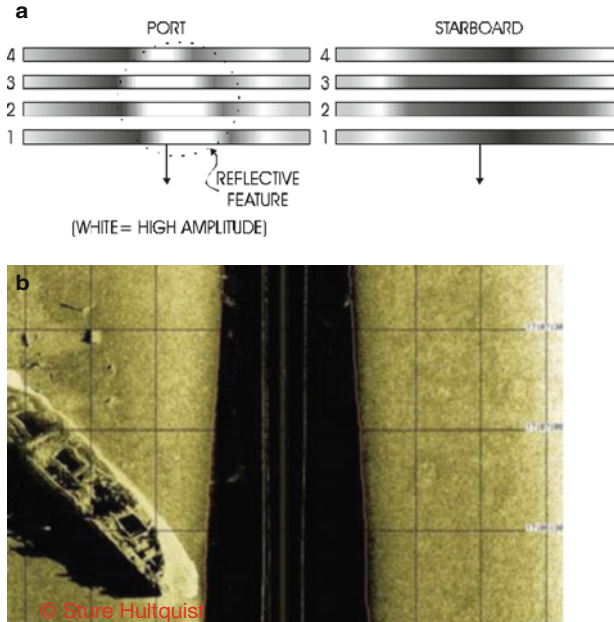 a
PORT
STARBOARD
4
3
2
1
4
3
2
1
REFLECTIVE
FEATURE
(WHITE = HIGH AMPLITUDE)
b
© Sture Hultquist